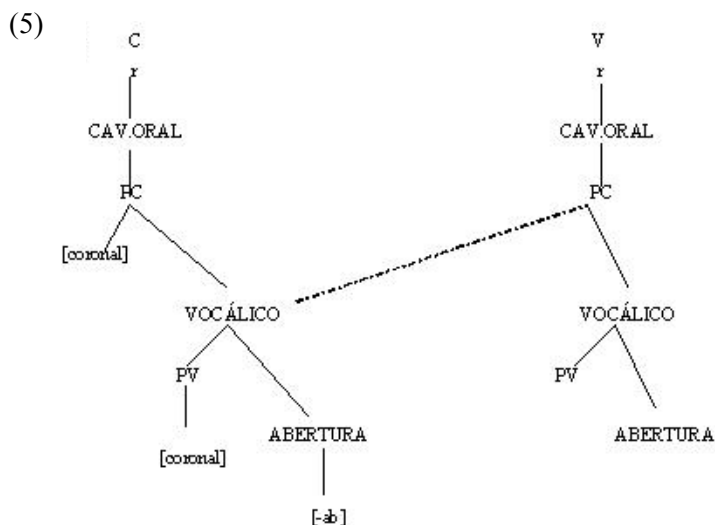 (5)
C V
r r
CAV.ORAL CAV.ORAL
PC PC
[coronal]
VOCÁLICO VOCÁLICO
PV PV
ABERTURA ABERTURA
[coronal]
[-ab]